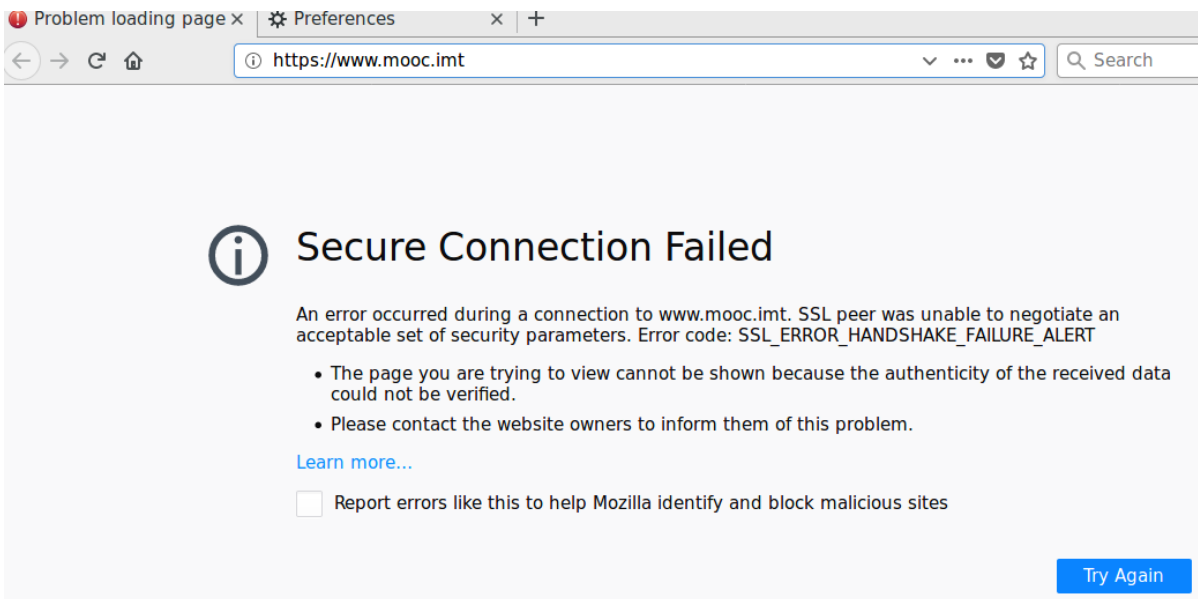 Problem loading page × Preferences × +
https://www.mooc.imt Search
Secure Connection Failed
An error occurred during a connection to www.mooc.imt. SSL peer was unable to negotiate an
acceptable set of security parameters. Error code: SSL_ERROR_HANDSHAKE_FAILURE_ALERT
• The page you are trying to view cannot be shown because the authenticity of the received data
could not be verified.
• Please contact the website owners to inform them of this problem.
Learn more...
Report errors like this to help Mozilla identify and block malicious sites
Try Again